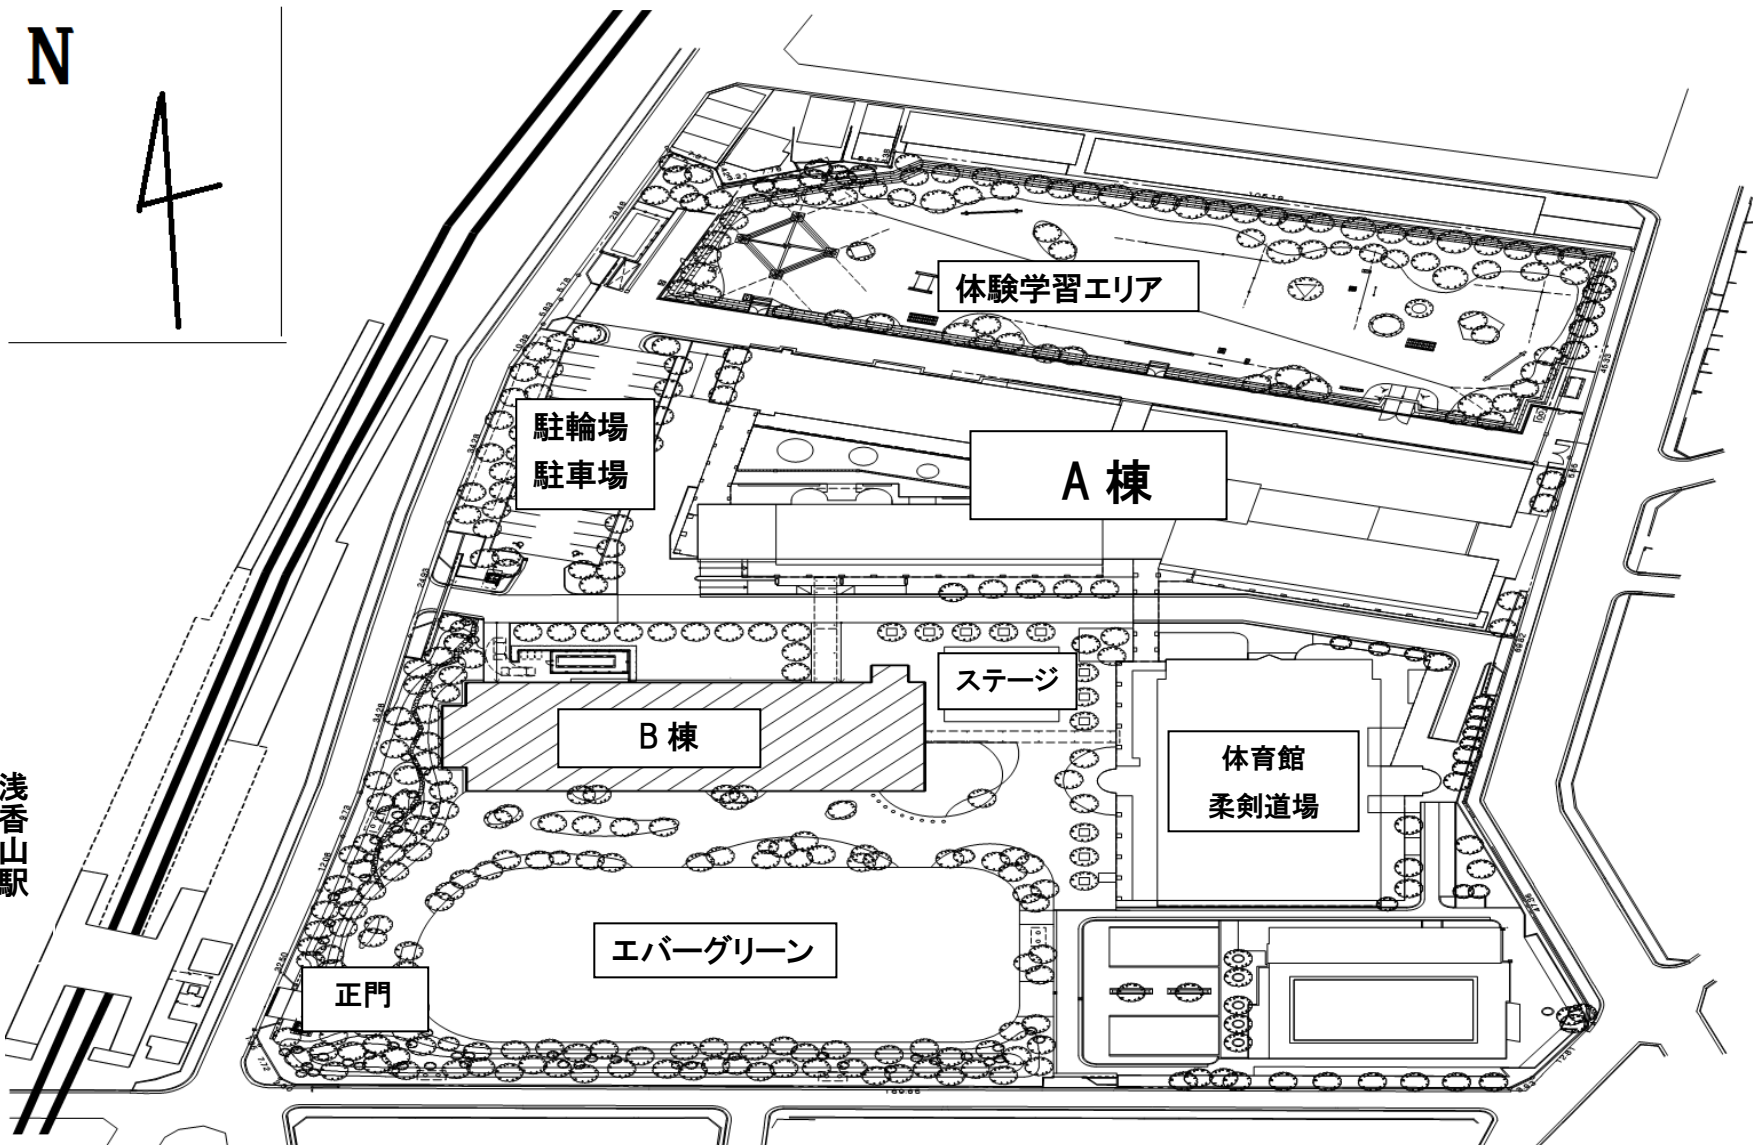 N
体験学習エリア
駐輪場
駐車場
A 棟
ステージ
B 棟
体育館
柔剣道場
浅香山駅
エバーグリーン
正門